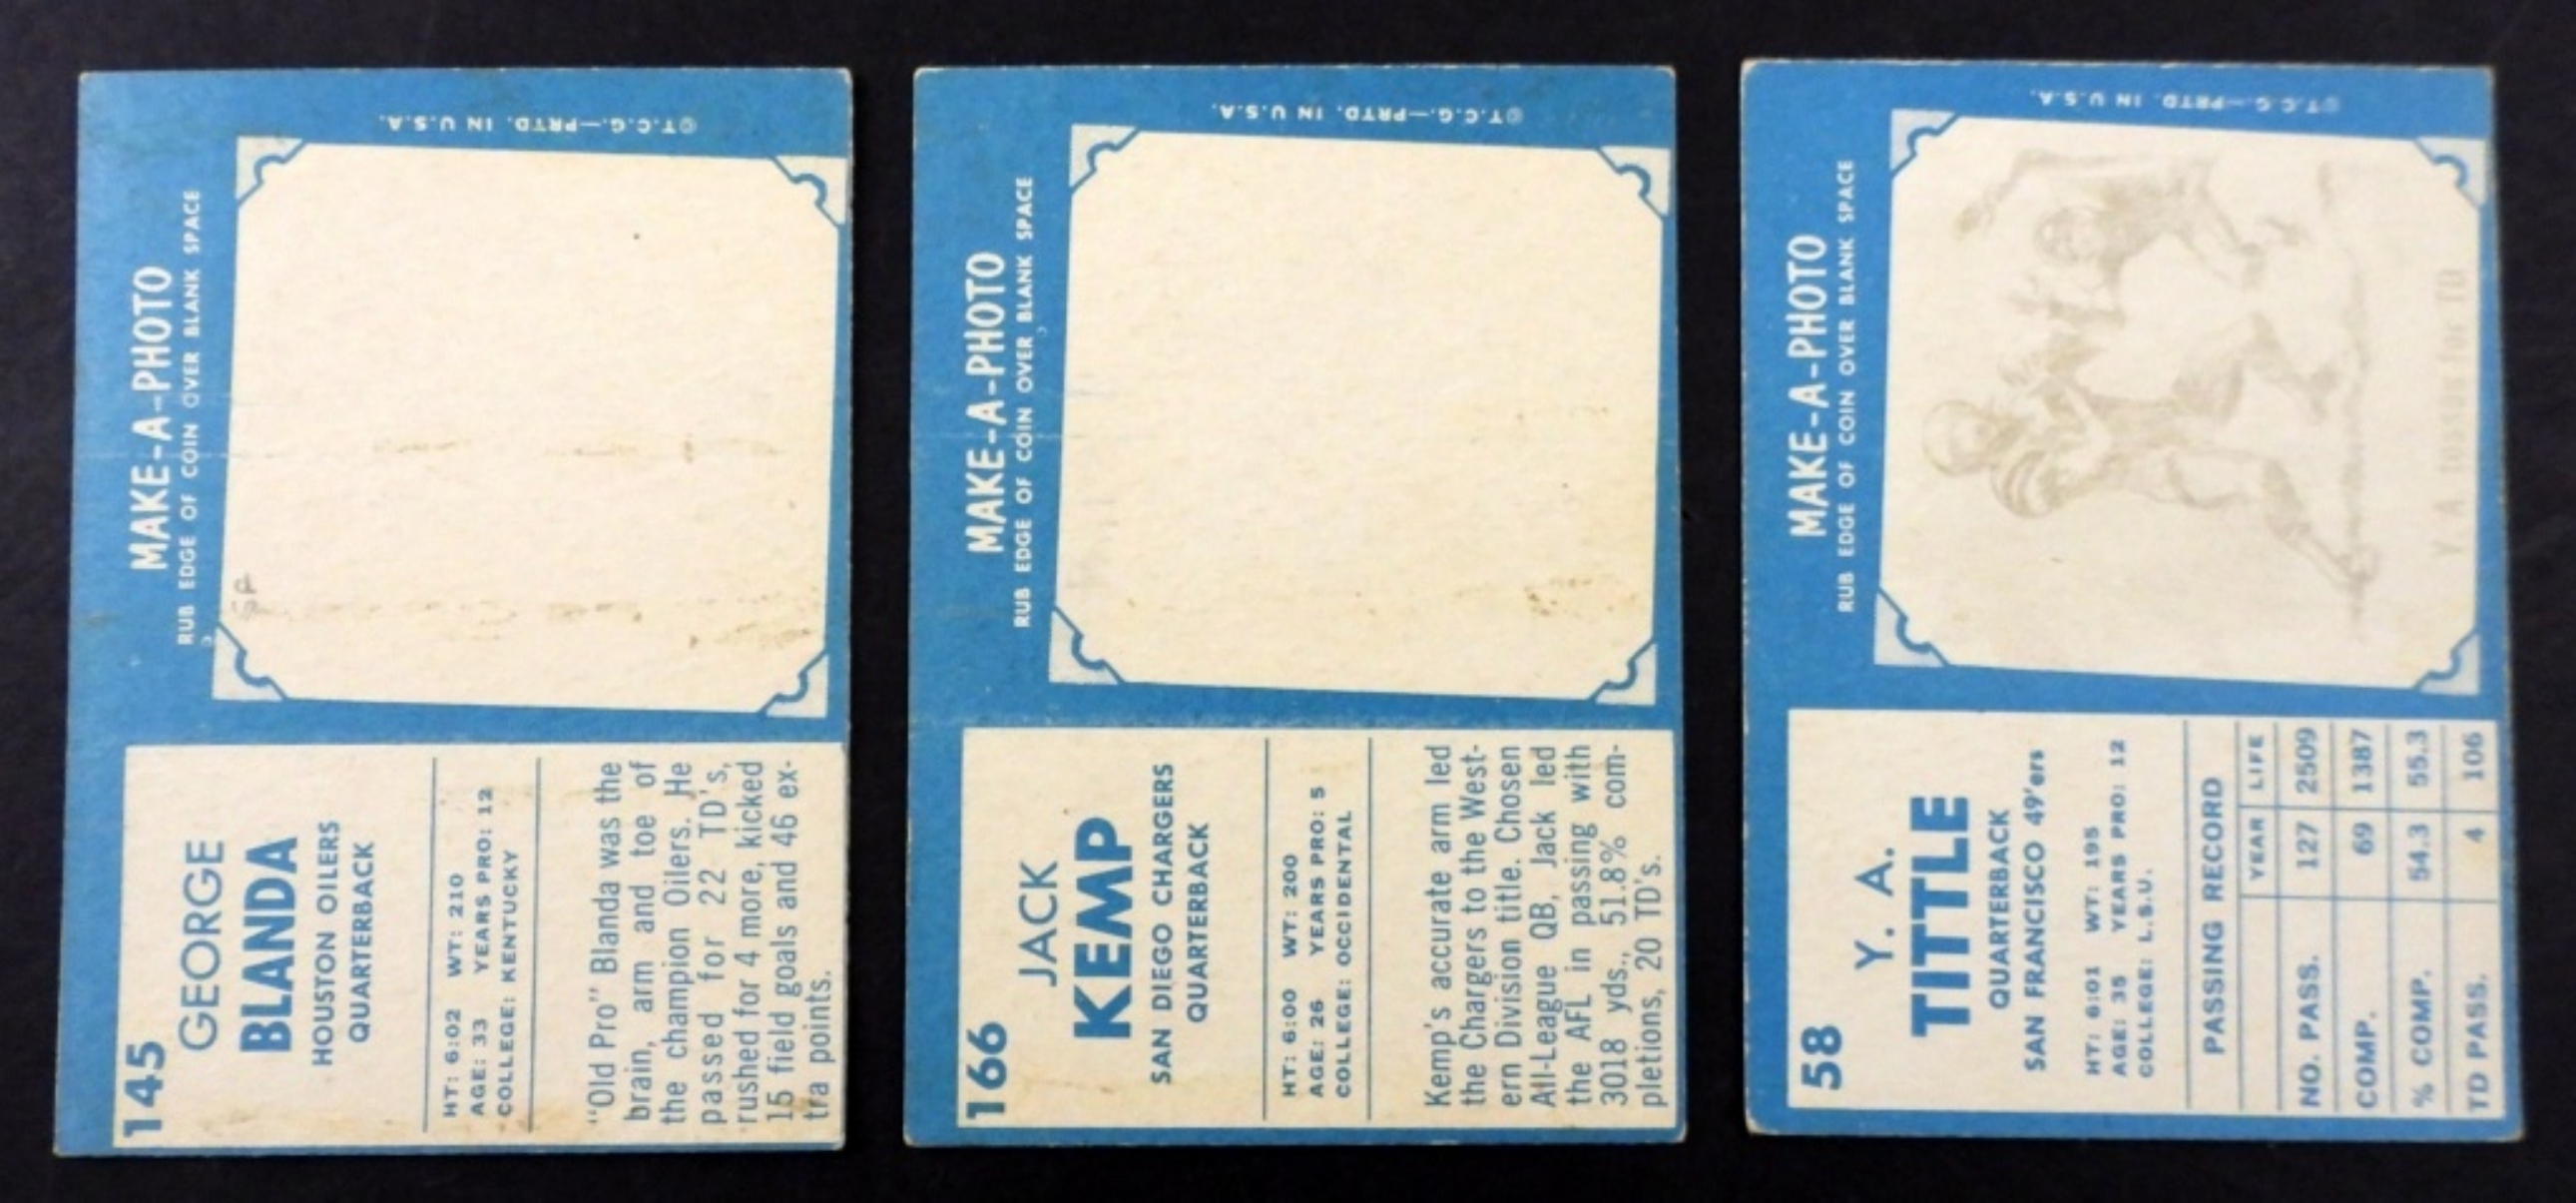 145
GEORGE
BLANDA
HOUSTON OILERS
QUARTERBACK
HT: 6:02 WT: 210
AGE: 33 YEARS PRO: 12
COLLEGE: KENTUCKY
"Old Pro" Blanda was the
brain, arm and toe of
the champion Oilers. He
passed for 22 TD's,
rushed for 4 more, kicked
15 field goals and 46 ex-
tra points.
MAKE-A-PHOTO
RUB EDGE OF COIN OVER BLANK SPACE
SP
©T.C.G.—PRTD. IN U.S.A.
166
JACK
KEMP
SAN DIEGO CHARGERS
QUARTERBACK
HT: 6:00 WT: 200
AGE: 26 YEARS PRO: 5
COLLEGE: OCCIDENTAL
Kemp's accurate arm led
the Chargers to the West-
ern Division title. Chosen
All-League QB, Jack led
the AFL in passing with
3018 yds., 51.8% com-
pletions, 20 TD's.
MAKE-A-PHOTO
RUB EDGE OF COIN OVER BLANK SPACE
©T.C.G.—PRTD. IN U.S.A.
58
Y. A.
TITTLE
QUARTERBACK
SAN FRANCISCO 49'ers
HT: 6:01 WT: 195
AGE: 35 YEARS PRO: 12
COLLEGE: L.S.U.
PASSING RECORD
YEAR LIFE
NO. PASS. 127 2509
COMP. 69 1387
% COMP. 54.3 55.3
TD PASS. 4 106
MAKE-A-PHOTO
RUB EDGE OF COIN OVER BLANK SPACE
Y A tosses for TD
©T.C.G.—PRTD. IN U.S.A.